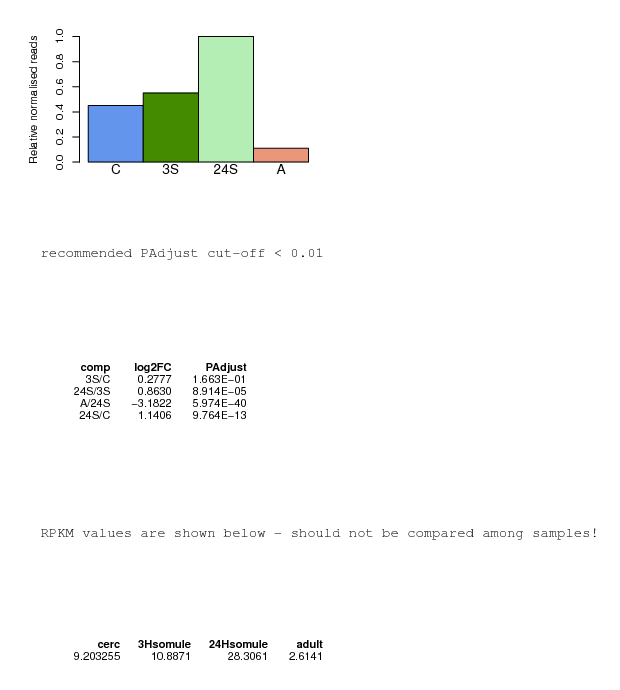 Relative normalised reads
1.0
0.8
0.6
0.4
0.2
0.0
C 3S 24S A
recommended PAdjust cut-off < 0.01
comp log2FC PAdjust
3S/C 0.2777 1.663E−01
24S/3S 0.8630 8.914E−05
A/24S −3.1822 5.974E−40
24S/C 1.1406 9.764E−13
RPKM values are shown below - should not be compared among samples!
cerc 3Hsomule 24Hsomule adult
9.203255 10.8871 28.3061 2.6141